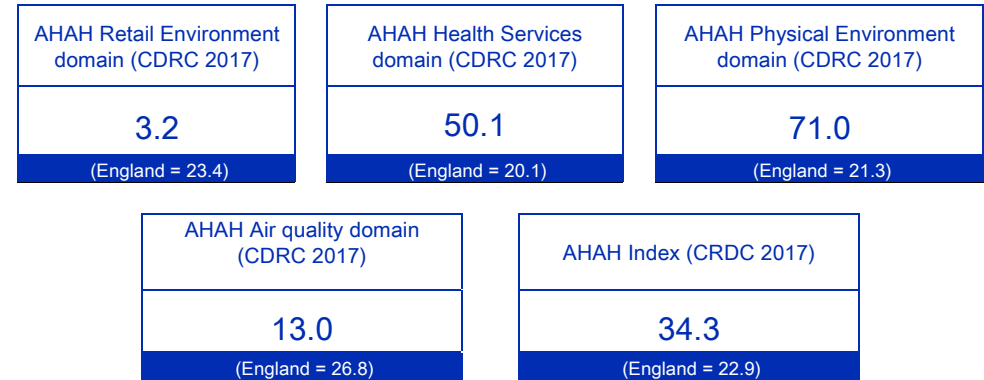 AHAH Retail Environment
domain (CDRC 2017)
3.2
(England = 23.4)
AHAH Health Services
domain (CDRC 2017)
50.1
(England = 20.1)
AHAH Physical Environment
domain (CDRC 2017)
71.0
(England = 21.3)
AHAH Air quality domain
(CDRC 2017)
13.0
(England = 26.8)
AHAH Index (CRDC 2017)
34.3
(England = 22.9)